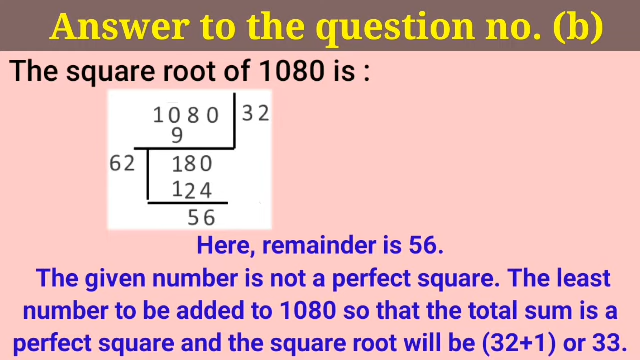 Answer to the question no. (b)
The square root of 1080 is :
1080 32
9
62 180
124
56
Here, remainder is 56.
The given number is not a perfect square. The least
number to be added to 1080 so that the total sum is a
perfect square and the square root will be (32+1) or 33.